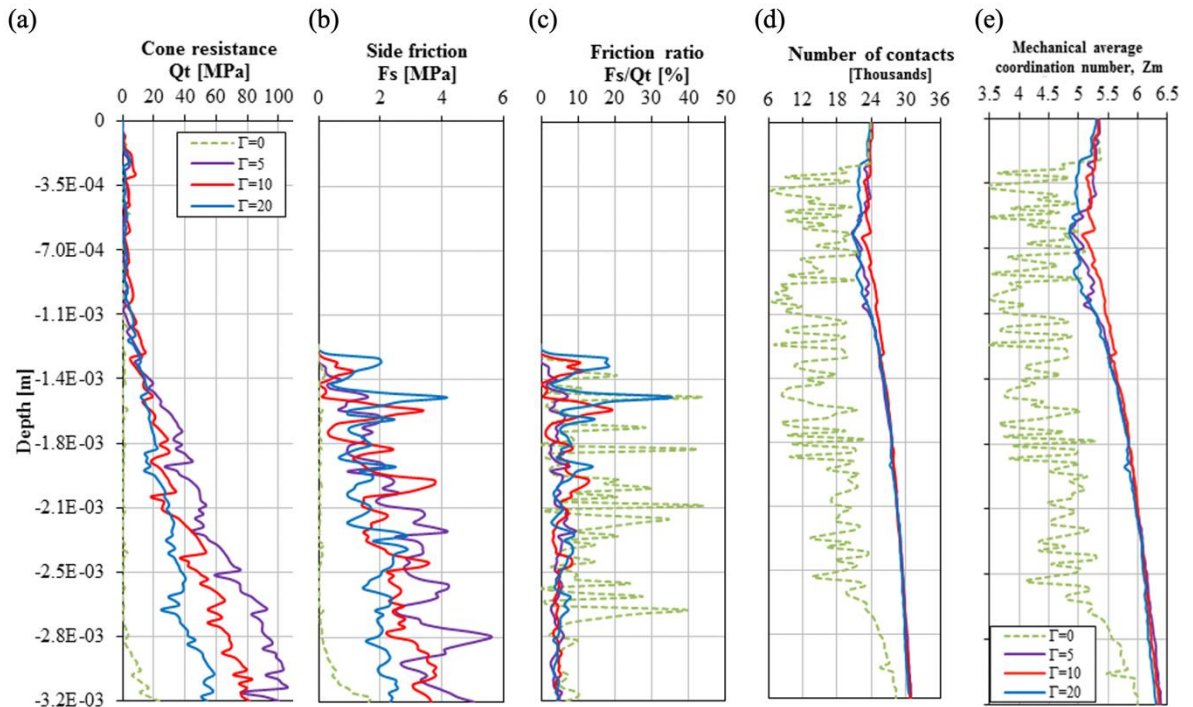 (a)
Cone resistance
Qt [MPa]
0 20 40 60 80 100
(b)
Side friction
Fs [MPa]
0 2 4 6
(c)
Friction ratio
Fs/Qt [%]
0 10 20 30 40 50
(d)
Number of contacts
[Thousands]
6 12 18 24 30 36
(e)
Mechanical average
coordination number, Zm
3.5 4 4.5 5 5.5 6 6.5
Depth [m]
0
-3.5E-04
-7.0E-04
-1.1E-03
-1.4E-03
-1.8E-03
-2.1E-03
-2.5E-03
-2.8E-03
-3.2E-03
Γ=0
Γ=5
Γ=10
Γ=20
Γ=0
Γ=5
Γ=10
Γ=20